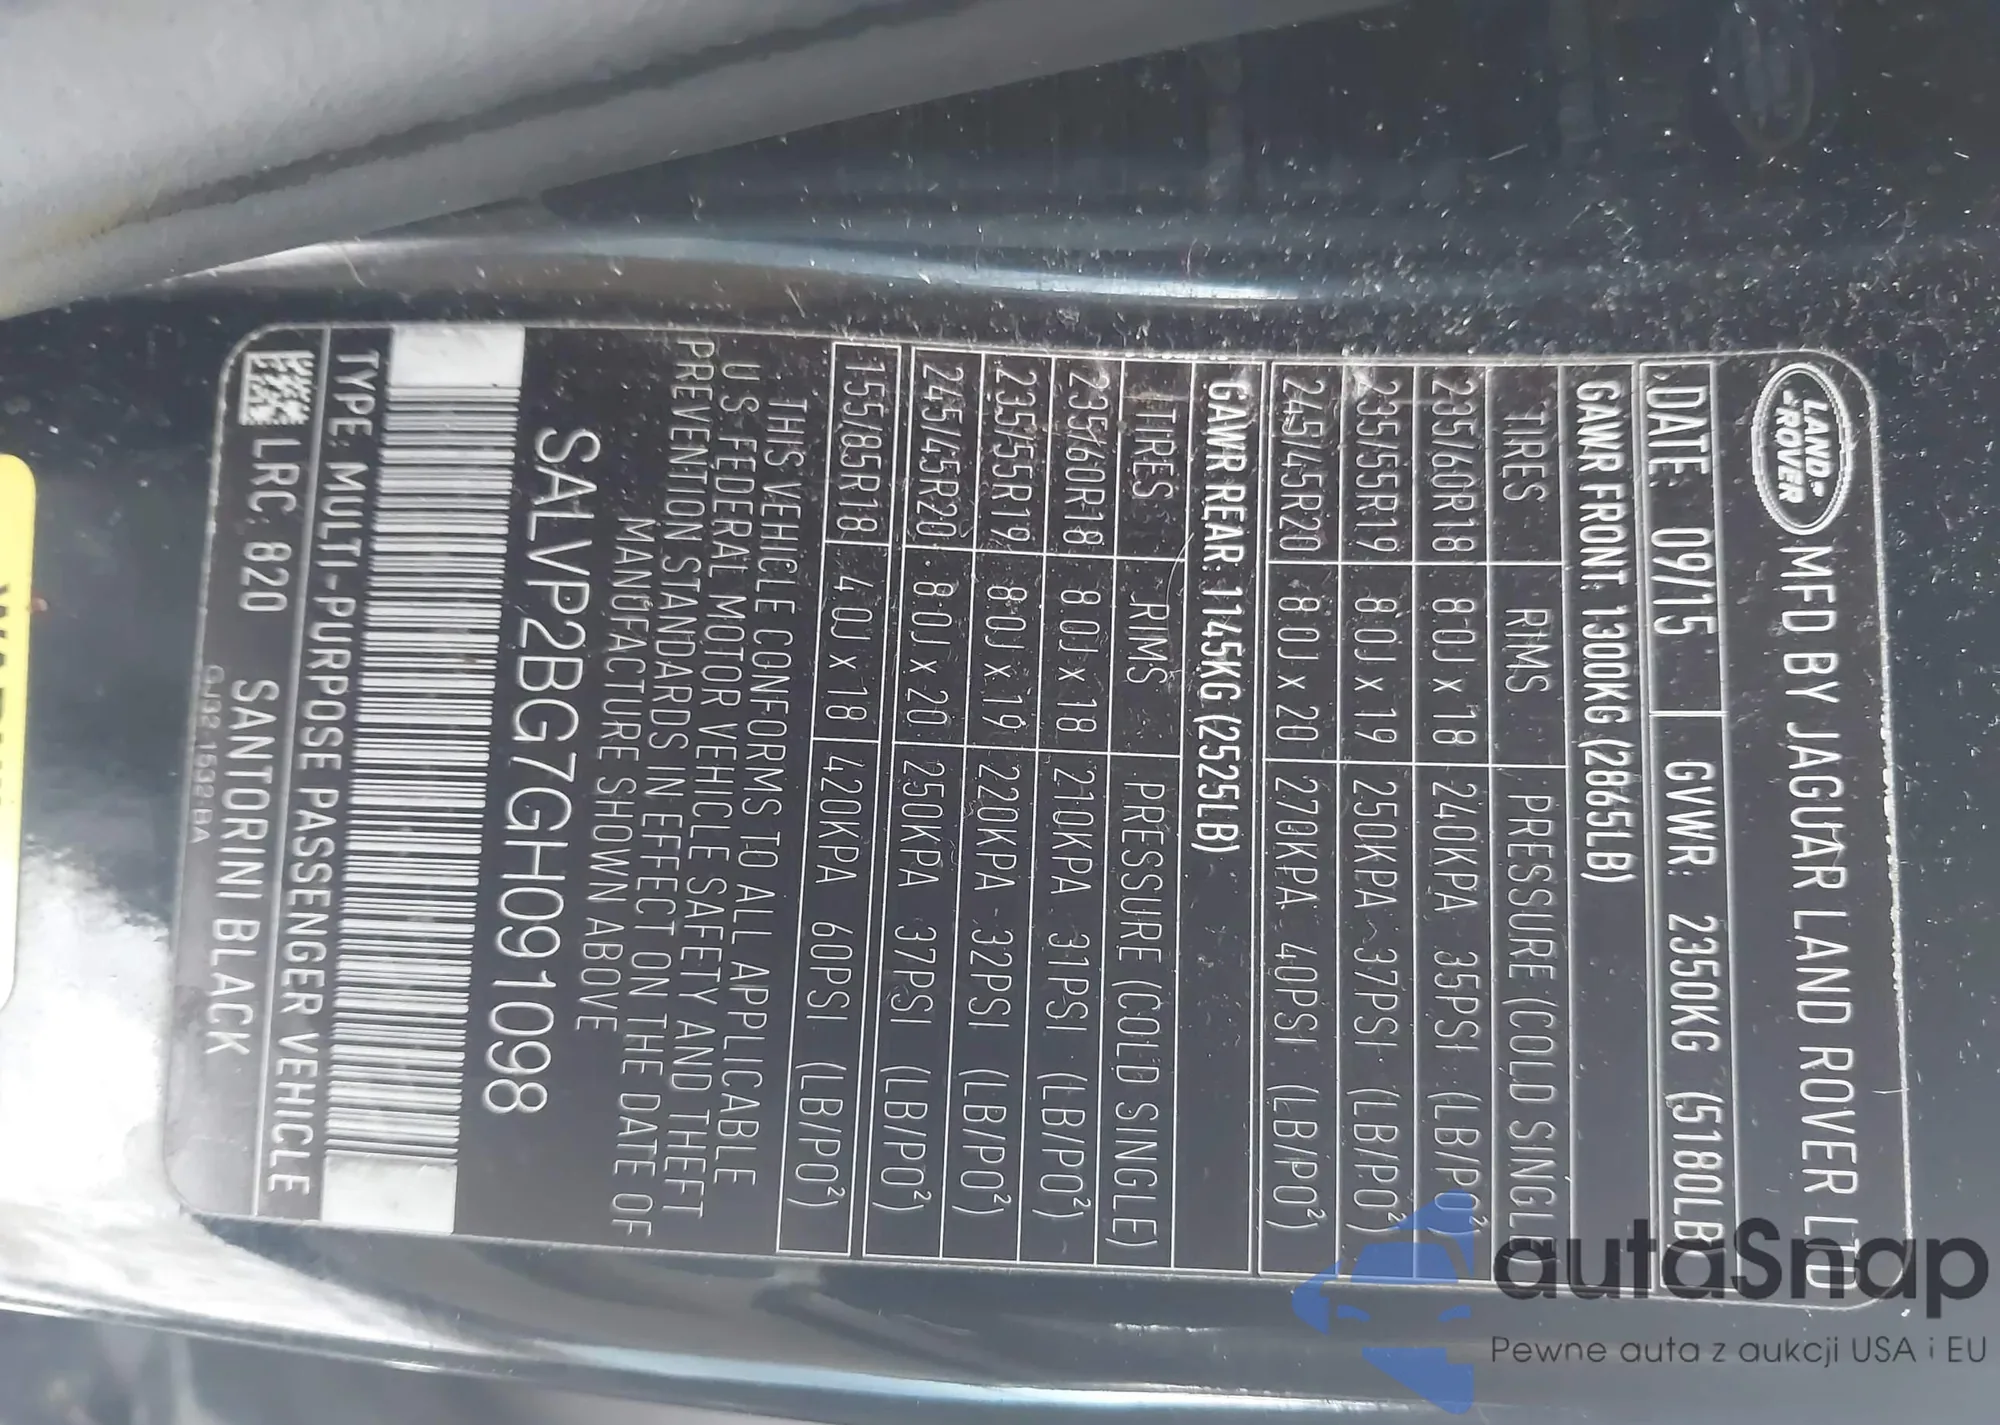 LAND-
-ROVER
MFD BY JAGUAR LAND ROVER LTD
DATE: 09/15 GVWR: 2350KG (5180LB)
GAWR FRONT: 1300KG (2865LB)
TIRES RIMS PRESSURE (COLD SINGLE)
235/60R18 8.0J x 18 240KPA 35PSI (LB/PO²)
235/55R19 8.0J x 19 250KPA 37PSI (LB/PO²)
245/45R20 8.0J x 20 270KPA 40PSI (LB/PO²)
GAWR REAR: 1145KG (2525LB)
TIRES RIMS PRESSURE (COLD SINGLE)
235/60R18 8.0J x 18 210KPA 31PSI (LB/PO²)
235/55R19 8.0J x 19 220KPA 32PSI (LB/PO²)
245/45R20 8.0J x 20 250KPA 37PSI (LB/PO²)
155/85R18 4.0J x 18 420KPA 60PSI (LB/PO²)
THIS VEHICLE CONFORMS TO ALL APPLICABLE
U.S FEDERAL MOTOR VEHICLE SAFETY AND THEFT
PREVENTION STANDARDS IN EFFECT ON THE DATE OF
MANUFACTURE SHOWN ABOVE
SALVP2BG7GH091098
TYPE: MULTI-PURPOSE PASSENGER VEHICLE
LRC: 820 SANTORINI BLACK
GJ32 1532 BA
autaSnap
Pewne auta z aukcji USA i EU